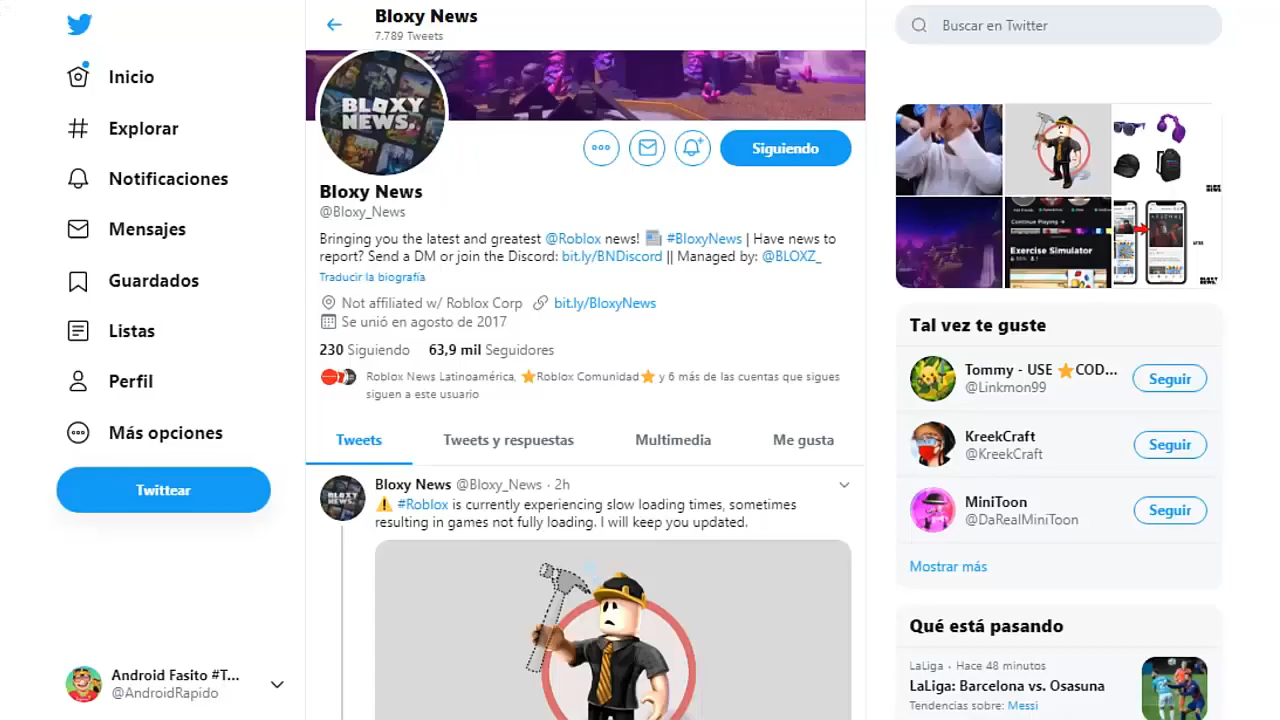 Inicio
Explorar
Notificaciones
Mensajes
Guardados
Listas
Perfil
Más opciones
Twittear
Android Fasito #T...
@AndroidRapido
Bloxy News
7.789 Tweets
BLOXY
NEWS.
Siguiendo
Bloxy News
@Bloxy_News
Bringing you the latest and greatest @Roblox news! 📰 #BloxyNews | Have news to
report? Send a DM or join the Discord: bit.ly/BNDiscord || Managed by: @BLOXZ_
Traducir la biografía
Not affiliated w/ Roblox Corp bit.ly/BloxyNews
Se unió en agosto de 2017
230 Siguiendo 63,9 mil Seguidores
Roblox News Latinoamérica, ⭐Roblox Comunidad⭐ y 6 más de las cuentas que sigues
siguen a este usuario
Tweets Tweets y respuestas Multimedia Me gusta
BLOXY
NEWS.
Bloxy News @Bloxy_News · 2h
⚠️ #Roblox is currently experiencing slow loading times, sometimes
resulting in games not fully loading. I will keep you updated.
Buscar en Twitter
Continue Playing
Exercise Simulator
Tal vez te guste
Tommy - USE ⭐COD...
@Linkmon99
Seguir
KreekCraft
@KreekCraft
Seguir
MiniToon
@DaRealMiniToon
Seguir
Mostrar más
Qué está pasando
LaLiga · Hace 48 minutos
LaLiga: Barcelona vs. Osasuna
Tendencias sobre: Messi